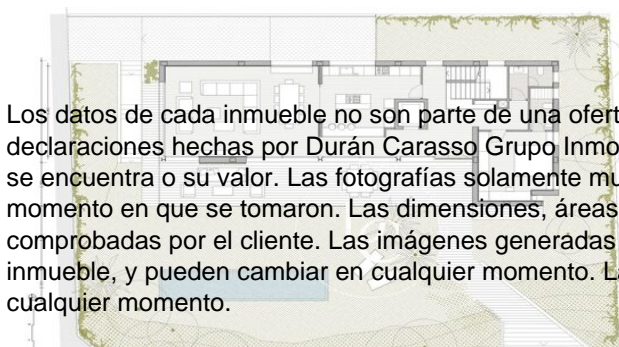 Los datos de cada inmueble no son parte de una ofert
declaraciones hechas por Durán Carasso Grupo Inmo
se encuentra o su valor. Las fotografías solamente mu
momento en que se tomaron. Las dimensiones, áreas
comprobadas por el cliente. Las imágenes generadas
inmueble, y pueden cambiar en cualquier momento. La
cualquier momento.